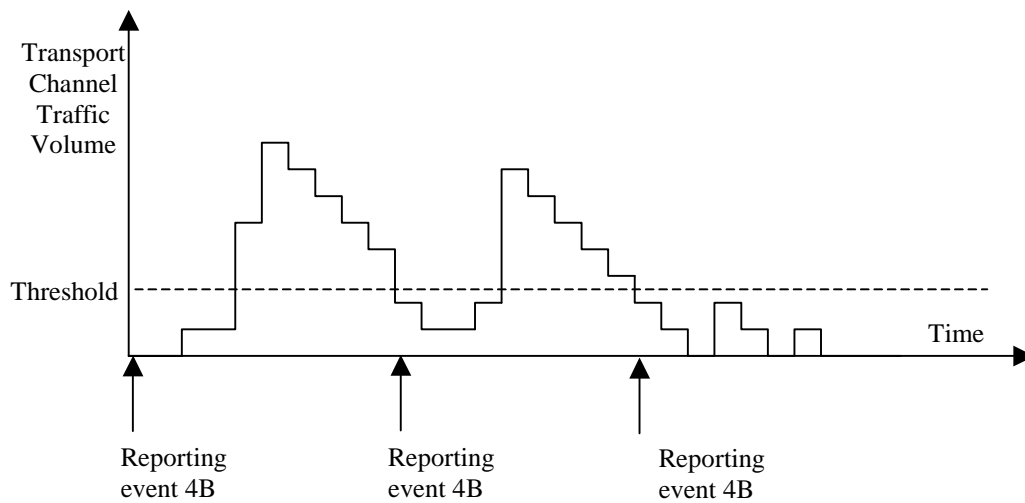 Transport
Channel
Traffic
Volume
Threshold
Time
Reporting
event 4B
Reporting
event 4B
Reporting
event 4B